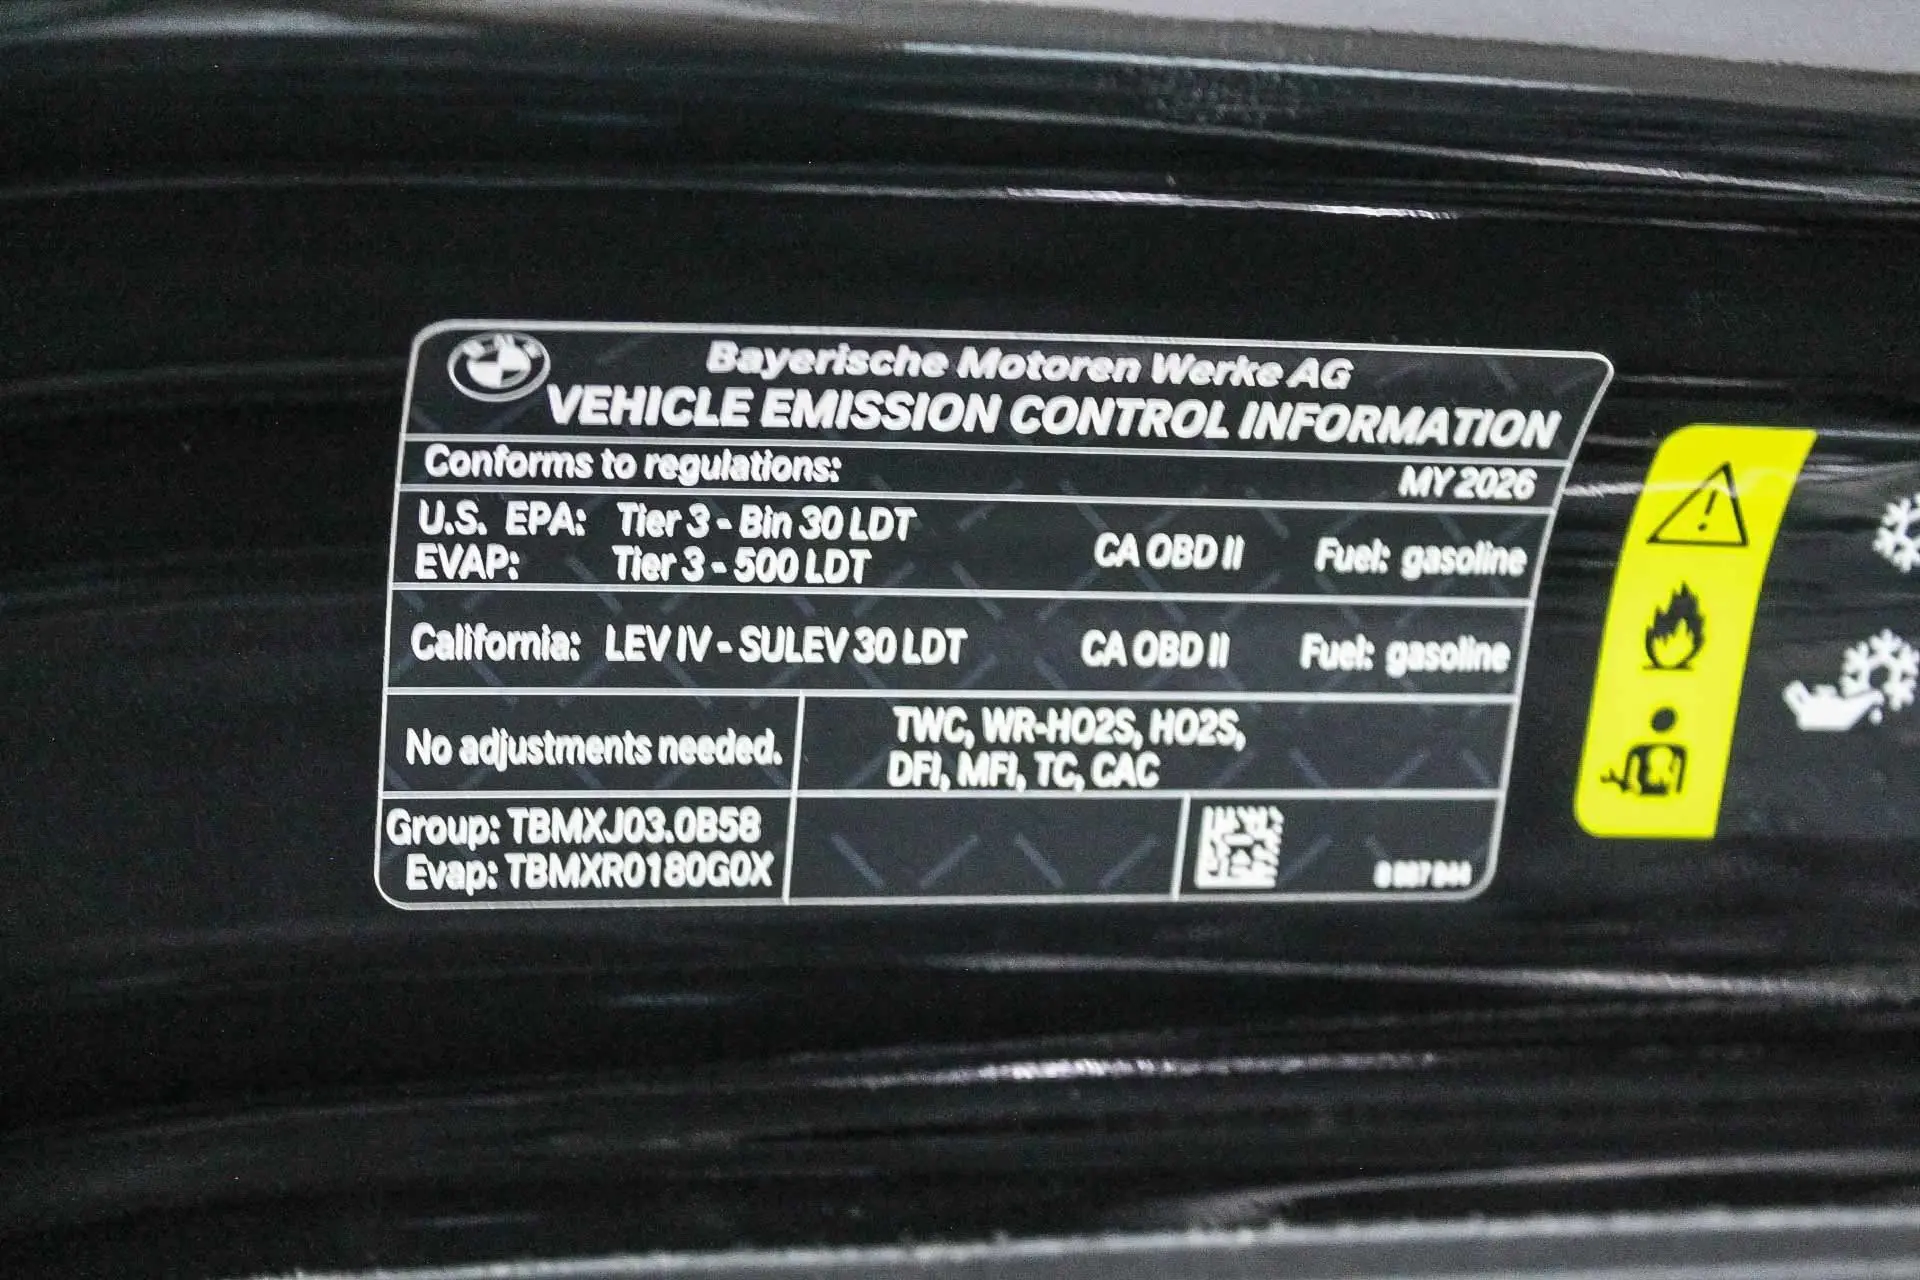 Bayerische Motoren Werke AG
VEHICLE EMISSION CONTROL INFORMATION
Conforms to regulations: MY 2026
U.S. EPA: Tier 3 - Bin 30 LDT
EVAP: Tier 3 - 500 LDT
CA OBD II Fuel: gasoline
California: LEV IV - SULEV 30 LDT CA OBD II Fuel: gasoline
No adjustments needed.
TWC, WR-HO2S, HO2S,
DFI, MFI, TC, CAC
Group: TBMXJ03.0B58
Evap: TBMXR0180G0X